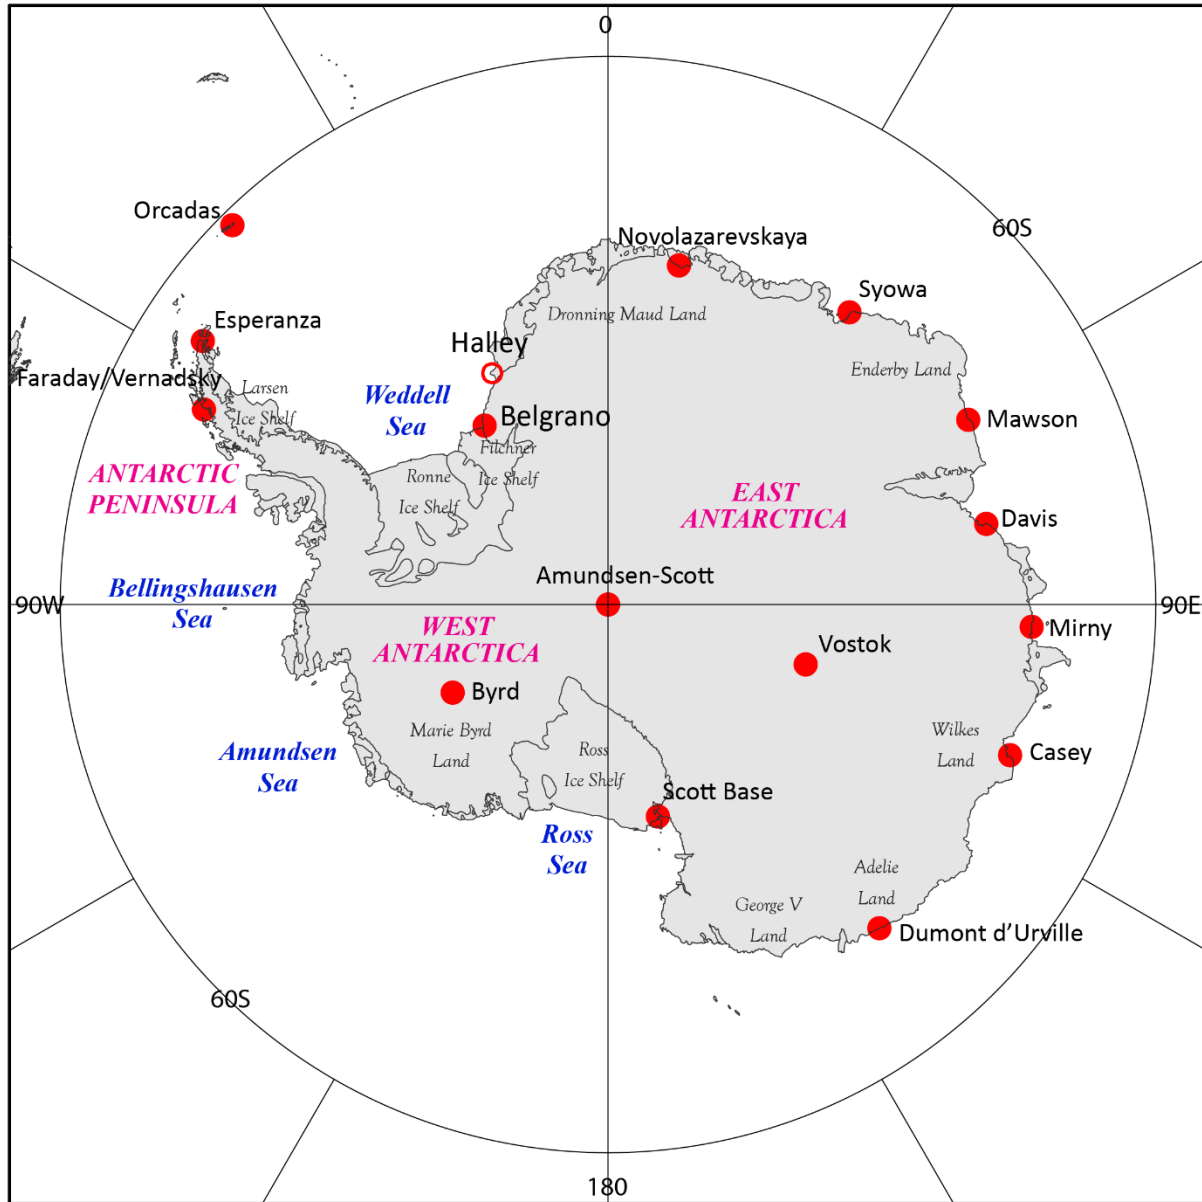 0
Orcadas
60S
Novolazarevskaya
Syowa
Esperanza
Dronning Maud Land
Halley
Enderby Land
Faraday/Vernadsky
Larsen
Ice Shelf
Weddell
Sea
Belgrano
Mawson
Filchner
Ice Shelf
Ronne
Ice Shelf
ANTARCTIC
PENINSULA
EAST
ANTARCTICA
Davis
Amundsen-Scott
Bellingshausen
Sea
90W
90E
WEST
ANTARCTICA
Mirny
Vostok
Byrd
Marie Byrd
Land
Ross
Ice Shelf
Wilkes
Land
Amundsen
Sea
Casey
Scott Base
Ross
Sea
Adelie
Land
George V
Land
Dumont d’Urville
60S
180